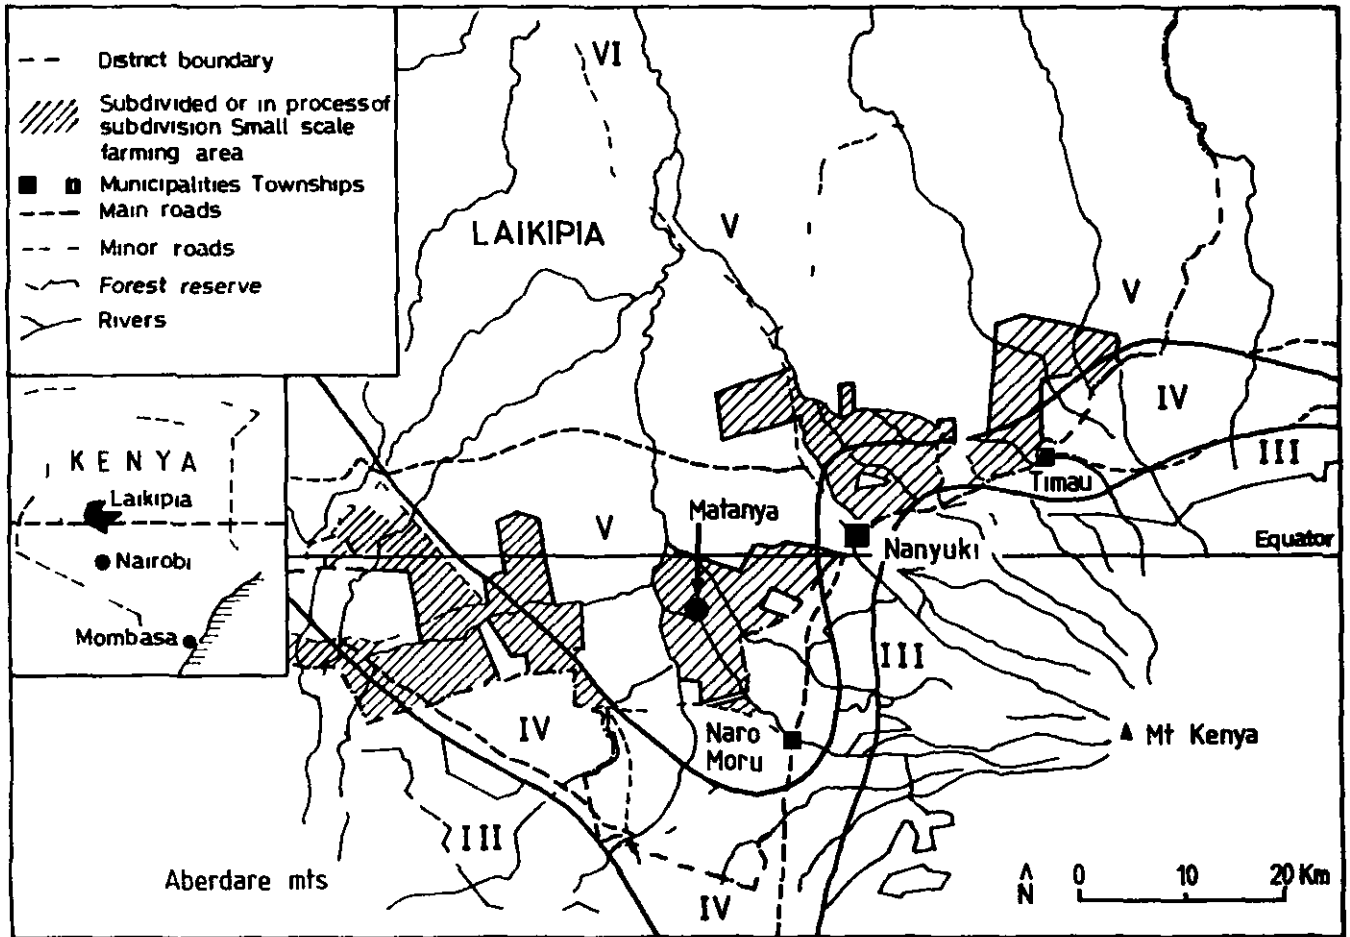 District boundary
Subdivided or in process of
subdivision Small scale
farming area
Municipalities Townships
Main roads
Minor roads
Forest reserve
Rivers
KENYA
Laikipia
Nairobi
Mombasa
VI
LAIKIPIA
V
V
IV
III
Timau
V
Matanya
Nanyuki
Equator
III
IV
Naro
Moru
Mt Kenya
III
Aberdare mts
IV
N
0 10 20 Km